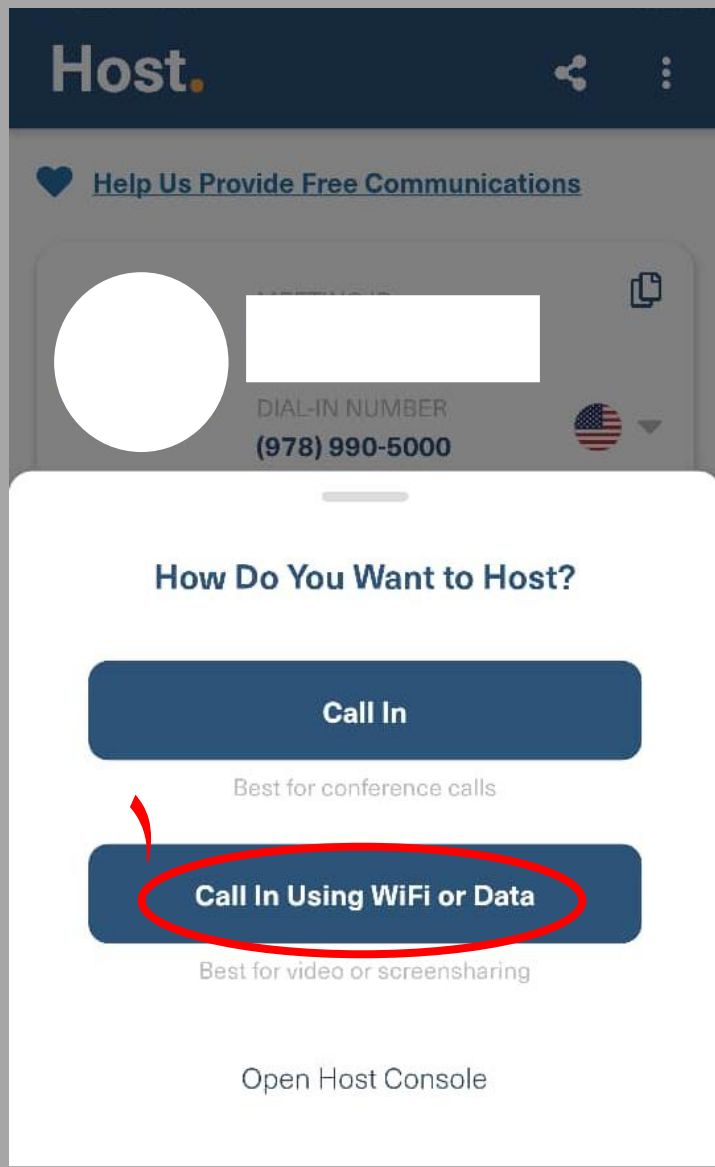 Host.
Help Us Provide Free Communications
DIAL-IN NUMBER
(978) 990-5000
How Do You Want to Host?
Call In
Best for conference calls
Call In Using WiFi or Data
Best for video or screensharing
Open Host Console